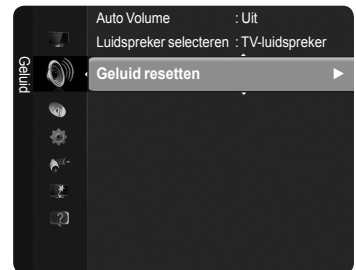 Auto Volume : Uit
Luidspreker selecteren : TV-luidspreker
Geluid
Geluid resetten ►